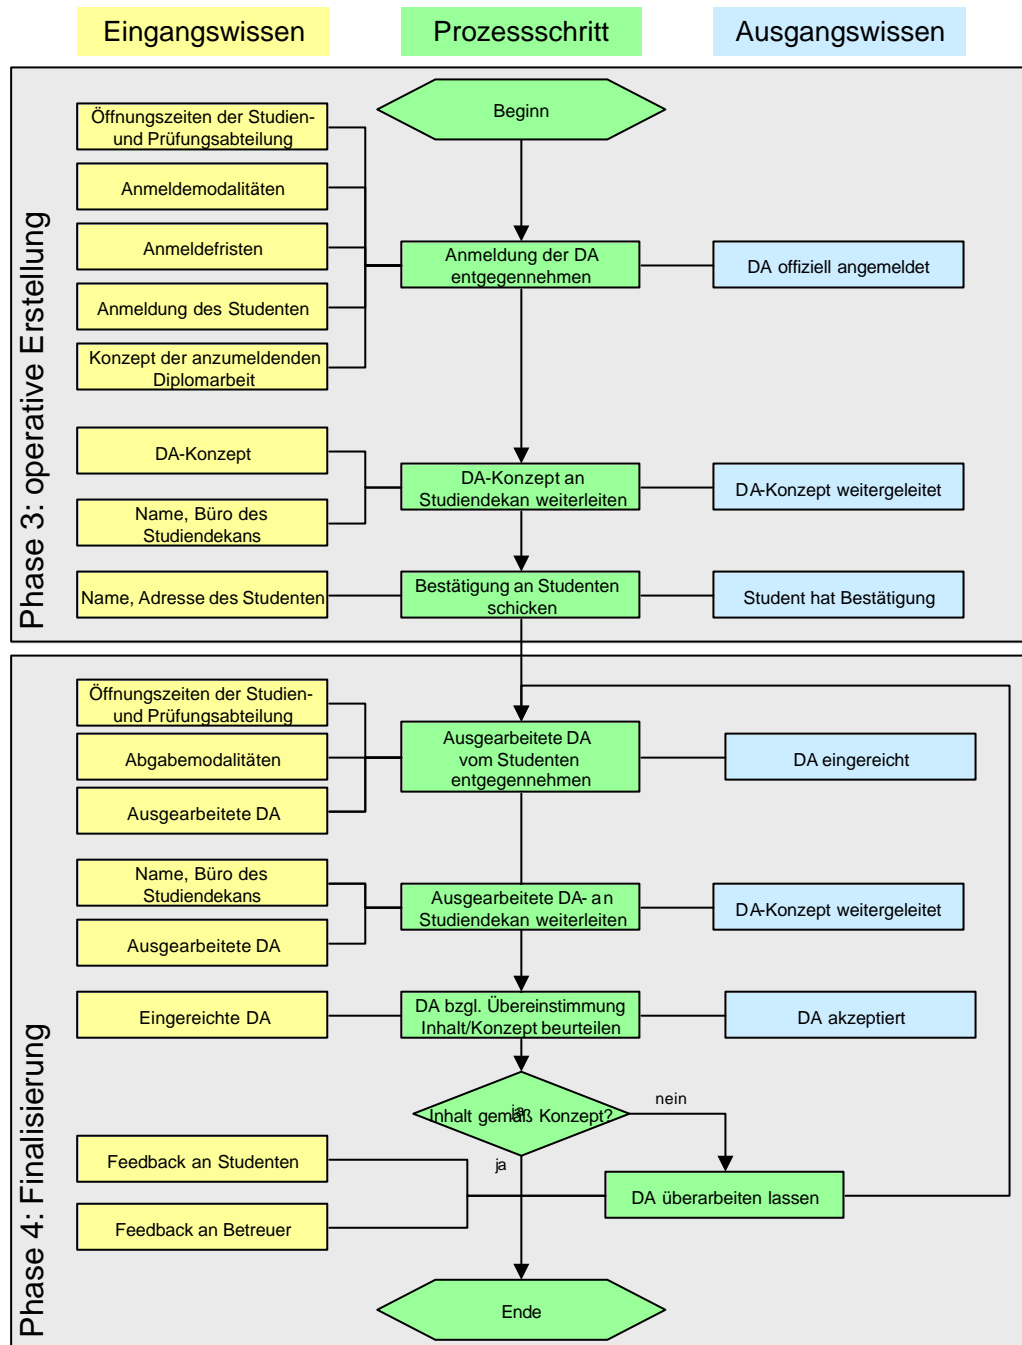 Eingangswissen
Prozessschritt
Ausgangswissen
Phase 3: operative Erstellung
Beginn
Öffnungszeiten der Studien-
und Prüfungsabteilung
Anmeldemodalitäten
Anmeldefristen
Anmeldung des Studenten
Konzept der anzumeldenden
Diplomarbeit
Anmeldung der DA
entgegennehmen
DA offiziell angemeldet
DA-Konzept
Name, Büro des
Studiendekans
DA-Konzept an
Studiendekan weiterleiten
DA-Konzept weitergeleitet
Name, Adresse des Studenten
Bestätigung an Studenten
schicken
Student hat Bestätigung
Phase 4: Finalisierung
Öffnungszeiten der Studien-
und Prüfungsabteilung
Abgabemodalitäten
Ausgearbeitete DA
Ausgearbeitete DA
vom Studenten
entgegennehmen
DA eingereicht
Name, Büro des
Studiendekans
Ausgearbeitete DA
Ausgearbeitete DA- an
Studiendekan weiterleiten
DA-Konzept weitergeleitet
Eingereichte DA
DA bzgl. Übereinstimmung
Inhalt/Konzept beurteilen
DA akzeptiert
Inhalt gemäß Konzept?
ja
nein
ja
Feedback an Studenten
Feedback an Betreuer
DA überarbeiten lassen
Ende